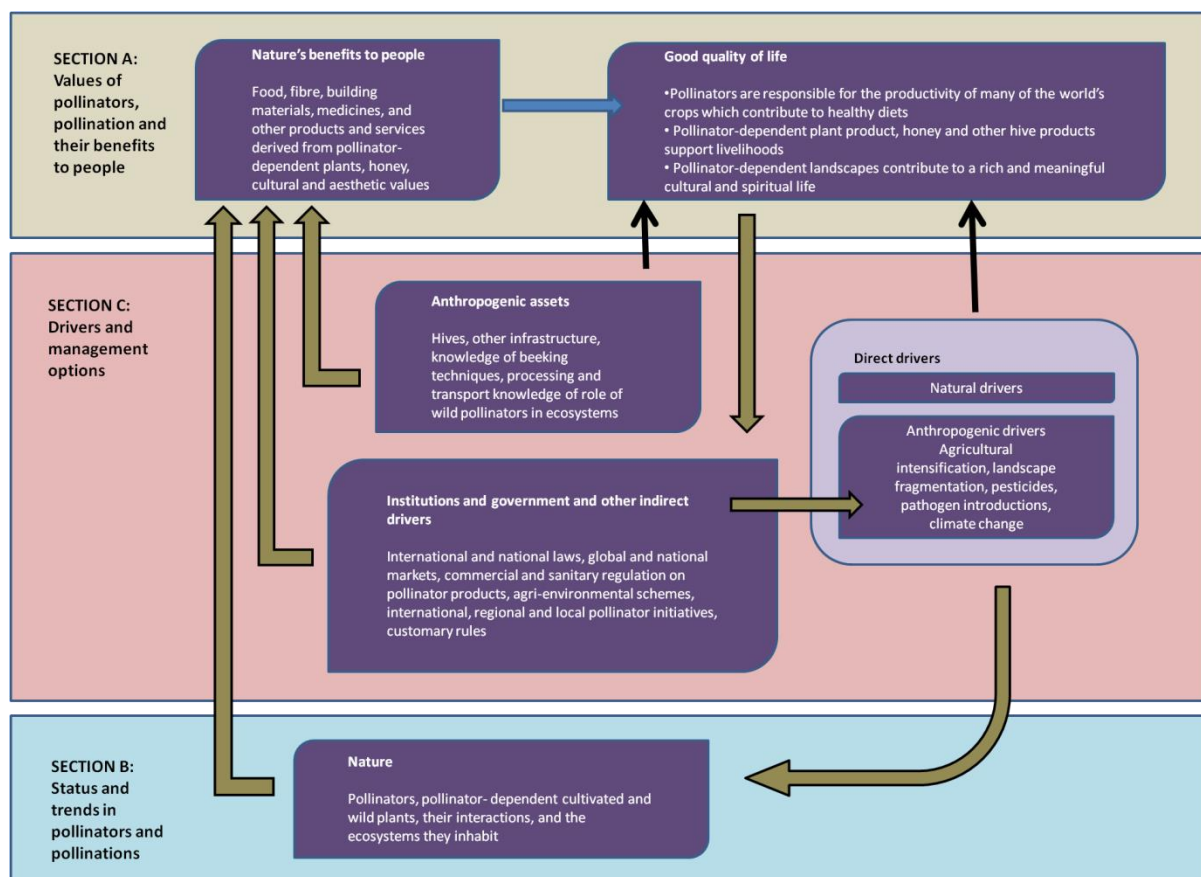 SECTION A:
Values of
pollinators,
pollination and
their benefits
to people
Nature's benefits to people
Food, fibre, building
materials, medicines, and
other products and services
derived from pollinator-
dependent plants, honey,
cultural and aesthetic values
Good quality of life
•Pollinators are responsible for the productivity of many of the world's
crops which contribute to healthy diets
• Pollinator-dependent plant product, honey and other hive products
support livelihoods
• Pollinator-dependent landscapes contribute to a rich and meaningful
cultural and spiritual life
SECTION C:
Drivers and
management
options
Anthropogenic assets
Hives, other infrastructure,
knowledge of beeking
techniques, processing and
transport knowledge of role of
wild pollinators in ecosystems
Direct drivers
Natural drivers
Anthropogenic drivers
Agricultural
intensification, landscape
fragmentation, pesticides,
pathogen introductions,
climate change
Institutions and government and other indirect
drivers
International and national laws, global and national
markets, commercial and sanitary regulation on
pollinator products, agri-environmental schemes,
international, regional and local pollinator initiatives,
customary rules
SECTION B:
Status and
trends in
pollinators and
pollinations
Nature
Pollinators, pollinator- dependent cultivated and
wild plants, their interactions, and the
ecosystems they inhabit